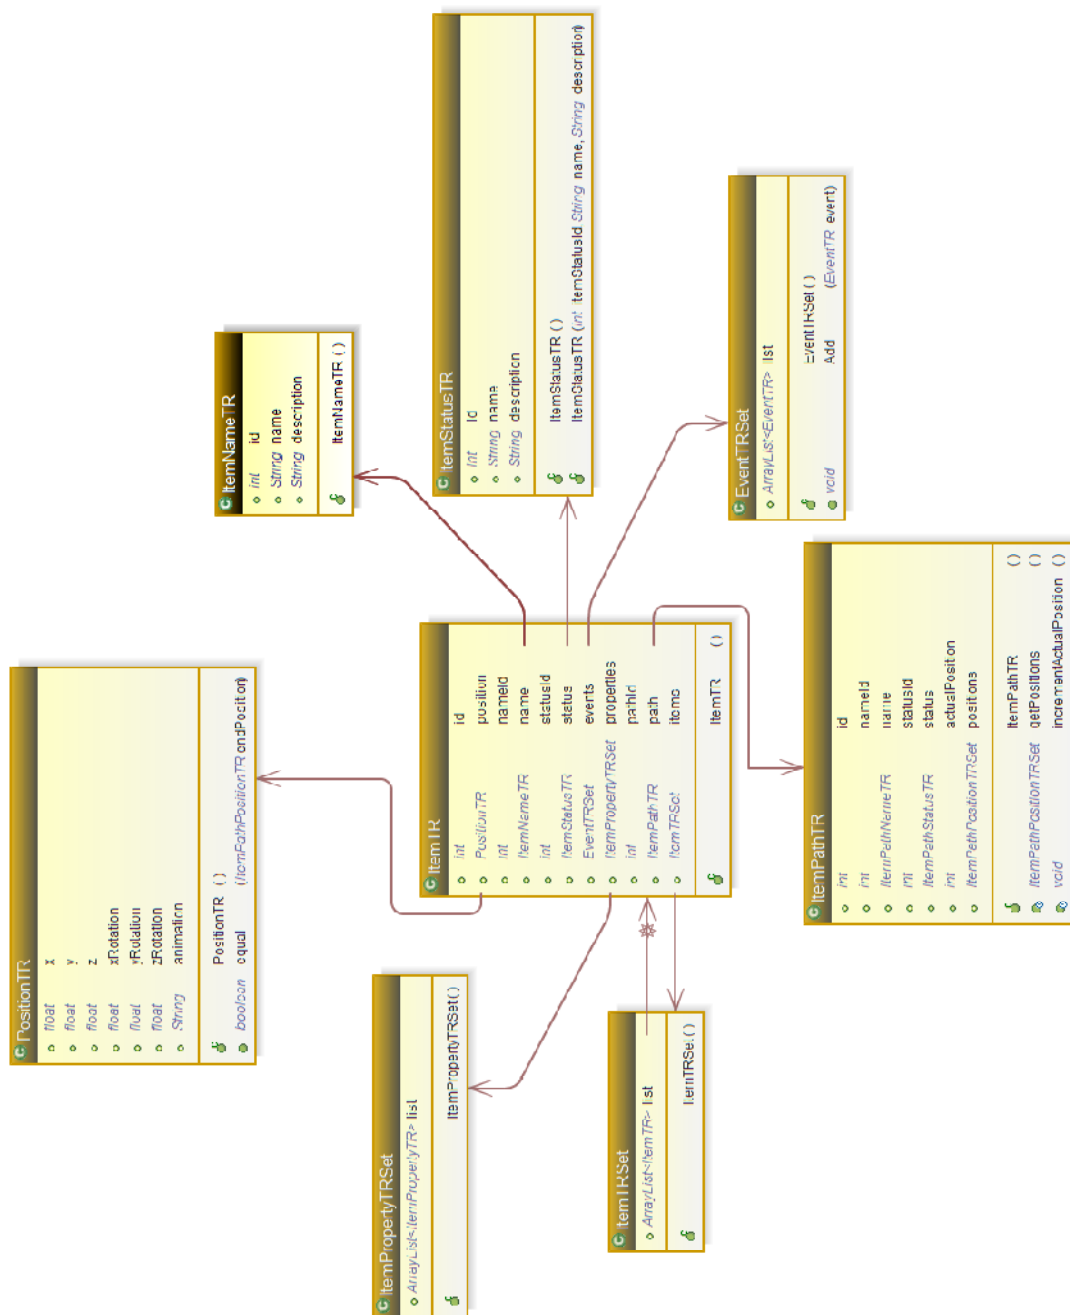 PositionTR
float x
float y
float z
float xRotation
float yRotation
float zRotation
String animation
PositionTR ()
boolean equal (ItemPathPositionTR
ItemNameTR
int id
String name
String description
ItemNameTR ()
ItemStatusTR
int id
String name
String description
ItemStatusTR ()
ItemStatusTR (int itemStatusId, String name, String description)
ItemPropertyTRSet
ArrayList<ItemPropertyTR> list
ItemPropertyTRSet()
ItemTR
int id
PositionTR position
int nameId
ItemNameTR name
int statusId
ItemStatusTR status
EventTRSet events
ItemPropertyTRSet properties
int pathId
ItemPathTR path
ItemTRSet items
ItemTR ()
ItemTRSet
ArrayList<ItemTR> list
ItemTRSet()
EventTRSet
ArrayList<EventTR> list
EventTRSet()
void Add (EventTR event)
ItemPathTR
int id
int nameId
ItemPathNameTR name
int statusId
ItemPathStatusTR status
int actualPosition
ItemPathPositionTRSet positions
ItemPathTR ()
ItemPathPositionTRSet getPositions ()
void incrementActualPosition ()